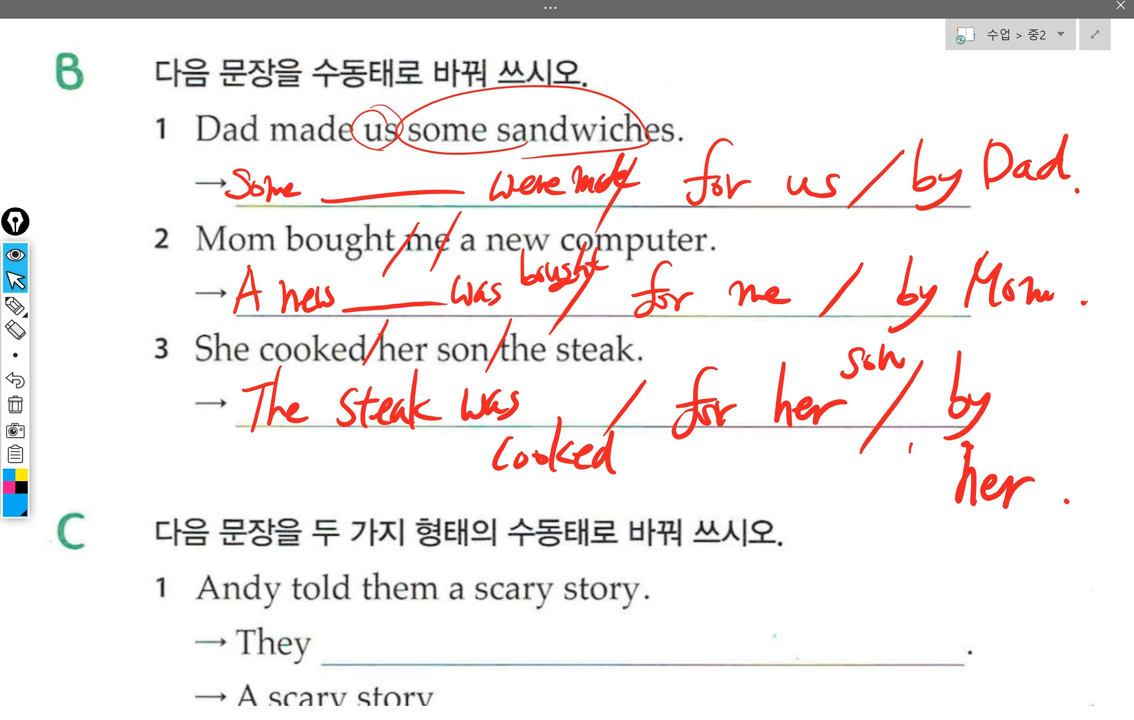 수업 > 중2
B 다음 문장을 수동태로 바꿔 쓰시오.
1 Dad made us some sandwiches.
→ Some ____ were made for us / by Dad.
2 Mom bought me a new computer.
→ A new ____ was bought / for me / by Mom.
3 She cooked her son the steak.
→ The steak was cooked / for her son / by her.
C 다음 문장을 두 가지 형태의 수동태로 바꿔 쓰시오.
1 Andy told them a scary story.
→ They ____.
→ A scary story